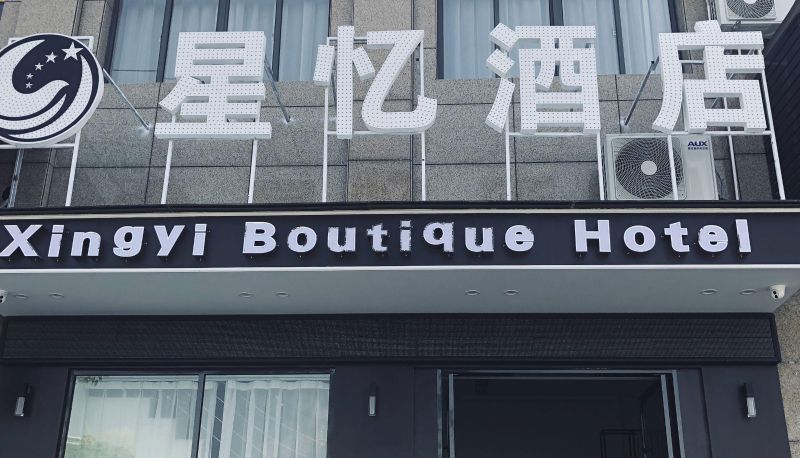 星忆酒店
AUX
Xingyi Boutique Hotel